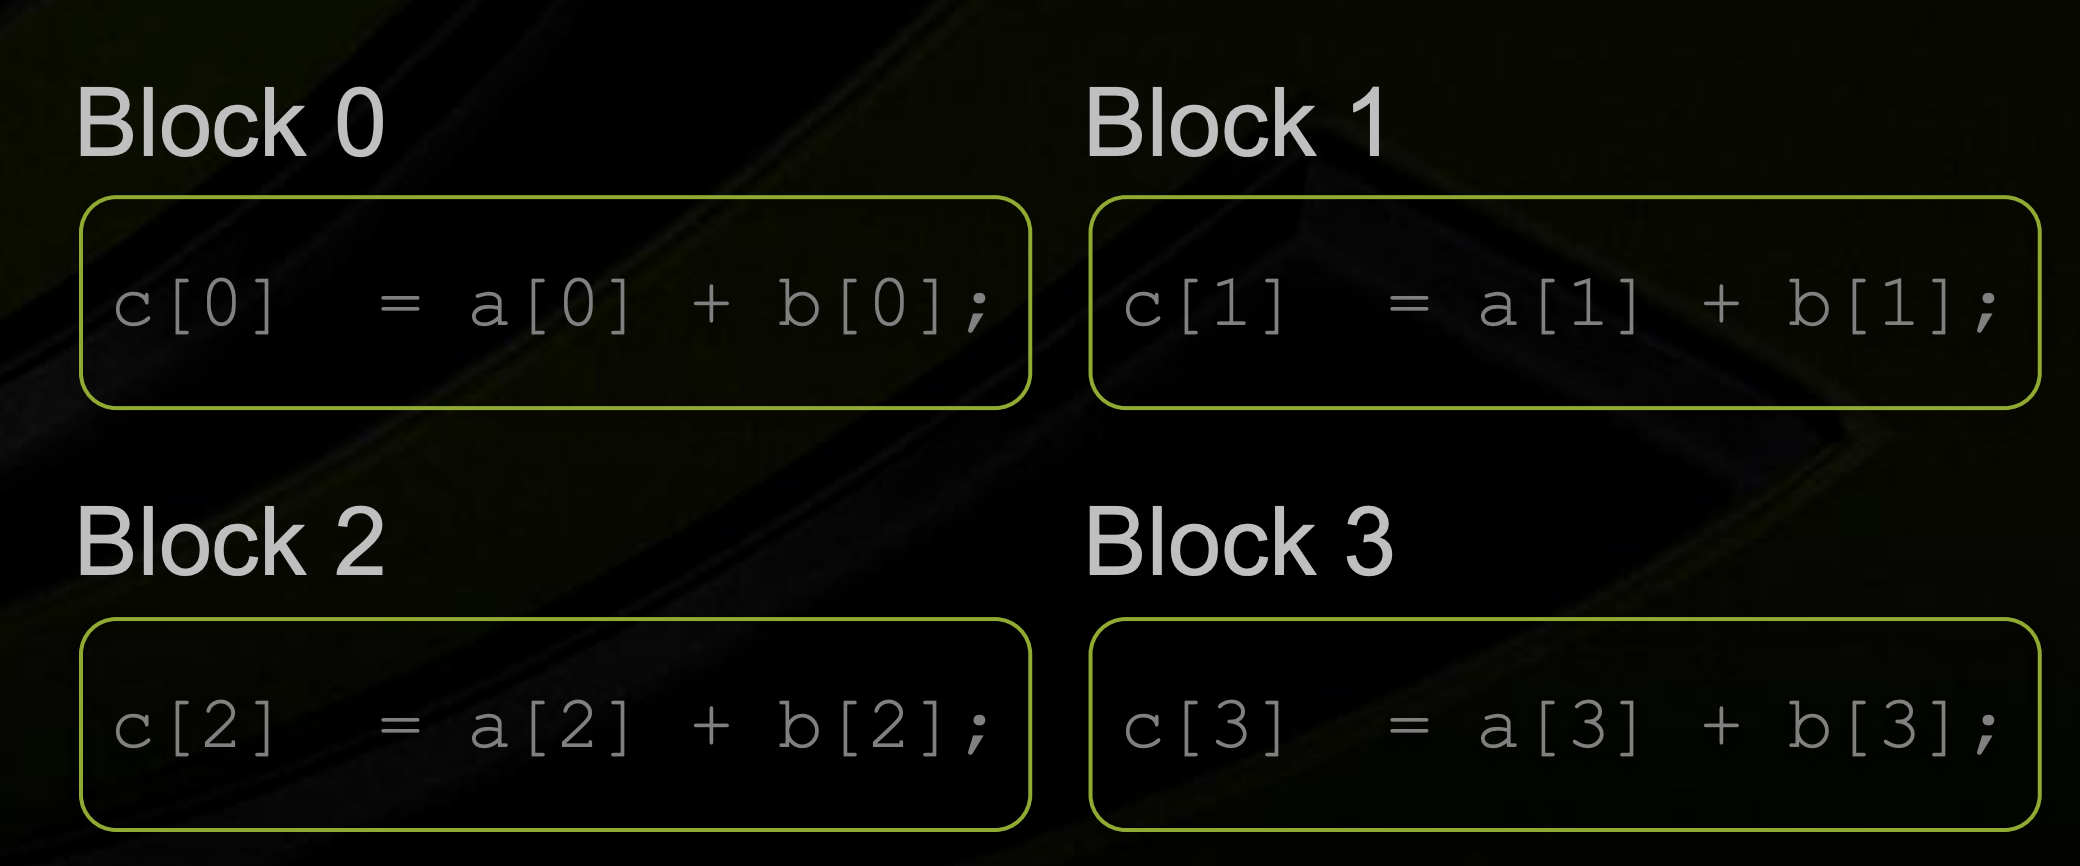 Block 0
c[0]  = a[0] + b[0];
Block 1
c[1]  = a[1] + b[1];
Block 2
c[2]  = a[2] + b[2];
Block 3
c[3]  = a[3] + b[3];